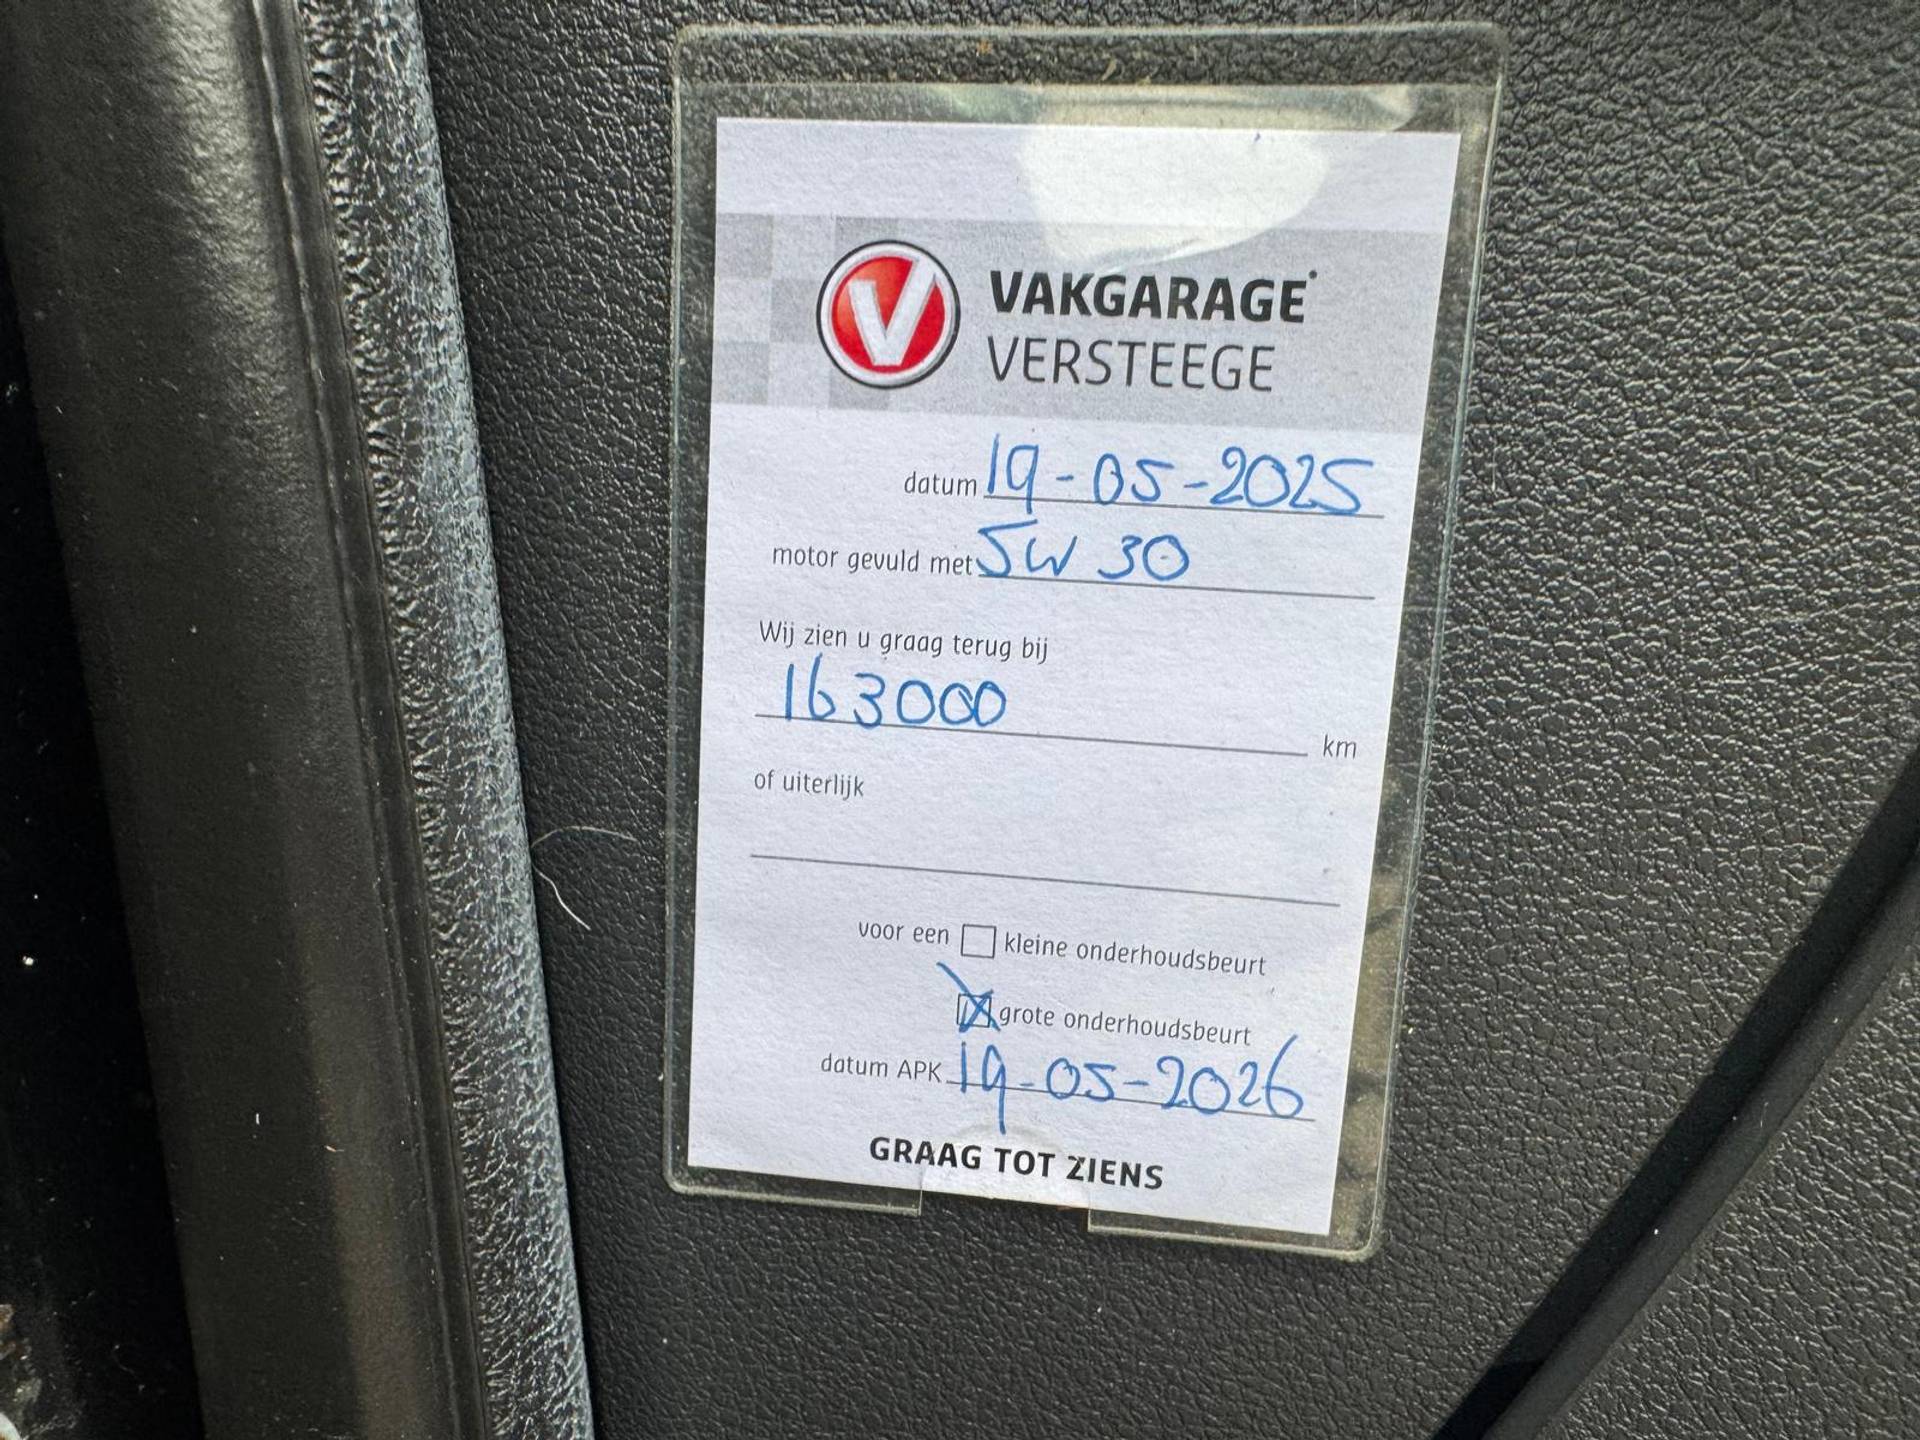 VAKGARAGE
VERSTEEGE
datum 19-05-2025
motor gevuld met 5W 30
Wij zien u graag terug bij
163000 km
of uiterlijk
voor een kleine onderhoudsbeurt
grote onderhoudsbeurt
datum APK 19-05-2026
GRAAG TOT ZIENS